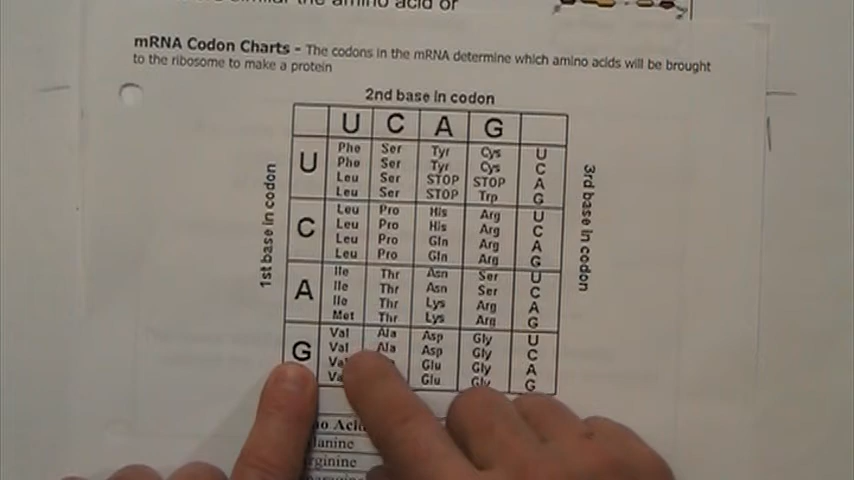 mRNA Codon Charts - The codons in the mRNA determine which amino acids will be brought
to the ribosome to make a protein
2nd base in codon
U C A G
1st base in codon
3rd base in codon
U
Phe Ser Tyr Cys U
Phe Ser Tyr Cys C
Leu Ser STOP STOP A
Leu Ser STOP Trp G
C
Leu Pro His Arg U
Leu Pro His Arg C
Leu Pro Gln Arg A
Leu Pro Gln Arg G
A
Ile Thr Asn Ser U
Ile Thr Asn Ser C
Ile Thr Lys Arg A
Met Thr Lys Arg G
G
Val Ala Asp Gly U
Val Ala Asp Gly C
Glu Gly A
Glu Gly G